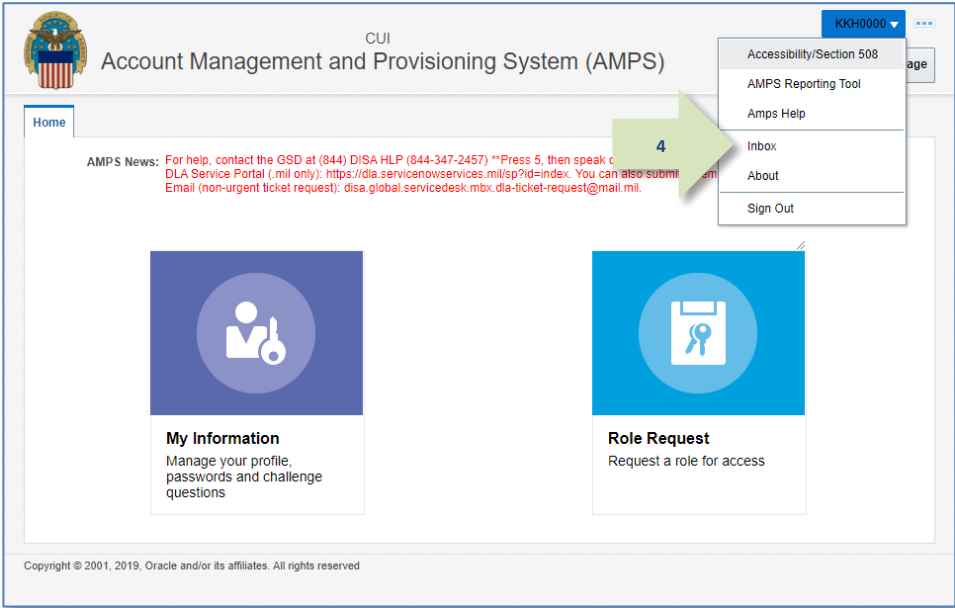 CUI
Account Management and Provisioning System (AMPS)
KKH0000
age
Accessibility/Section 508
AMPS Reporting Tool
Amps Help
Inbox
About
Sign Out
4
Home
AMPS News: For help, contact the GSD at (844) DISA HLP (844-347-2457) **Press 5, then speak
DLA Service Portal (.mil only): https://dla.servicenowservices.mil/sp?id=index. You can also submit
Email (non-urgent ticket request): disa.global.servicedesk.mbx.dla-ticket-request@mail.mil.
My Information
Manage your profile,
passwords and challenge
questions
Role Request
Request a role for access
Copyright © 2001, 2019, Oracle and/or its affiliates. All rights reserved